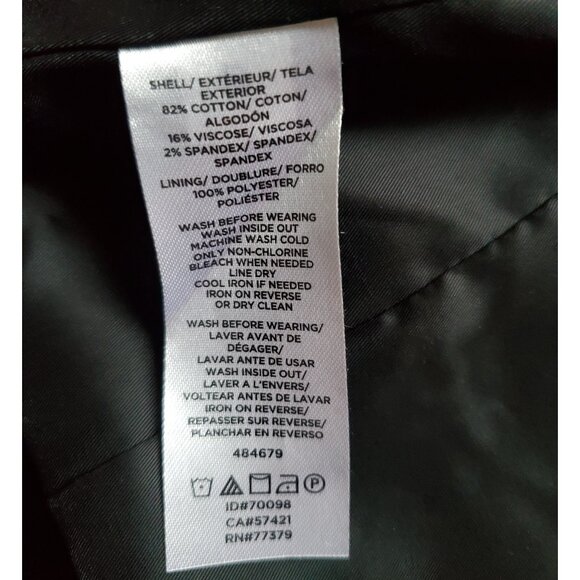 SHELL/ EXTÉRIEUR/ TELA
EXTERIOR
82% COTTON/ COTON/
ALGODÓN
16% VISCOSE/ VISCOSA
2% SPANDEX/ SPANDEX/
SPANDEX
LINING/ DOUBLURE/ FORRO
100% POLYESTER/
POLIÉSTER
WASH BEFORE WEARING
WASH INSIDE OUT
MACHINE WASH COLD
ONLY NON-CHLORINE
BLEACH WHEN NEEDED
LINE DRY
COOL IRON IF NEEDED
IRON ON REVERSE
OR DRY CLEAN
WASH BEFORE WEARING/
LAVER AVANT DE
DÉGAGER/
LAVAR ANTE DE USAR
WASH INSIDE OUT/
LAVER A L'ENVERS/
VOLTEAR ANTES DE LAVAR
IRON ON REVERSE/
REPASSER SUR REVERSE/
PLANCHAR EN REVERSO
484679
P
ID#70098
CA#57421
RN#77379